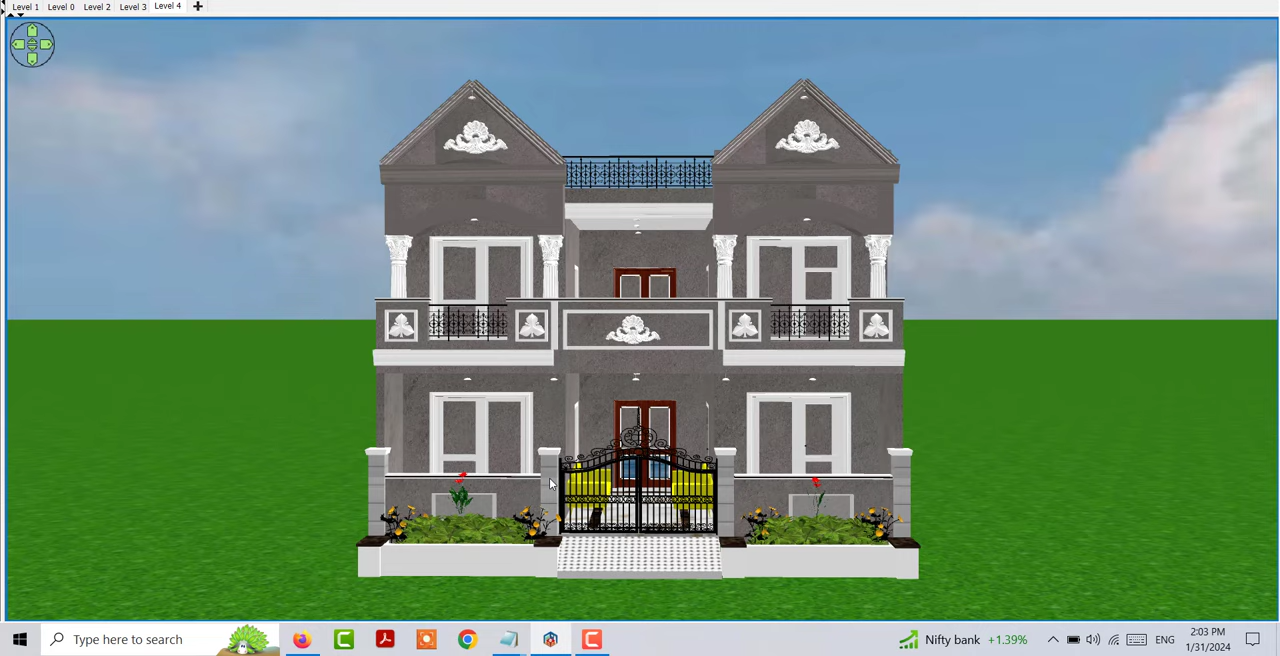 Level 1 Level 0 Level 2 Level 3 Level 4
Type here to search
Nifty bank +1.39%
ENG
2:03 PM
1/31/2024